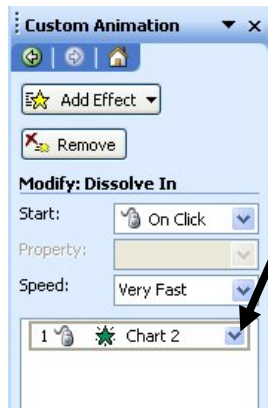 Custom Animation
Add Effect
Remove
Modify: Dissolve In
Start: On Click
Property:
Speed: Very Fast
1 Chart 2